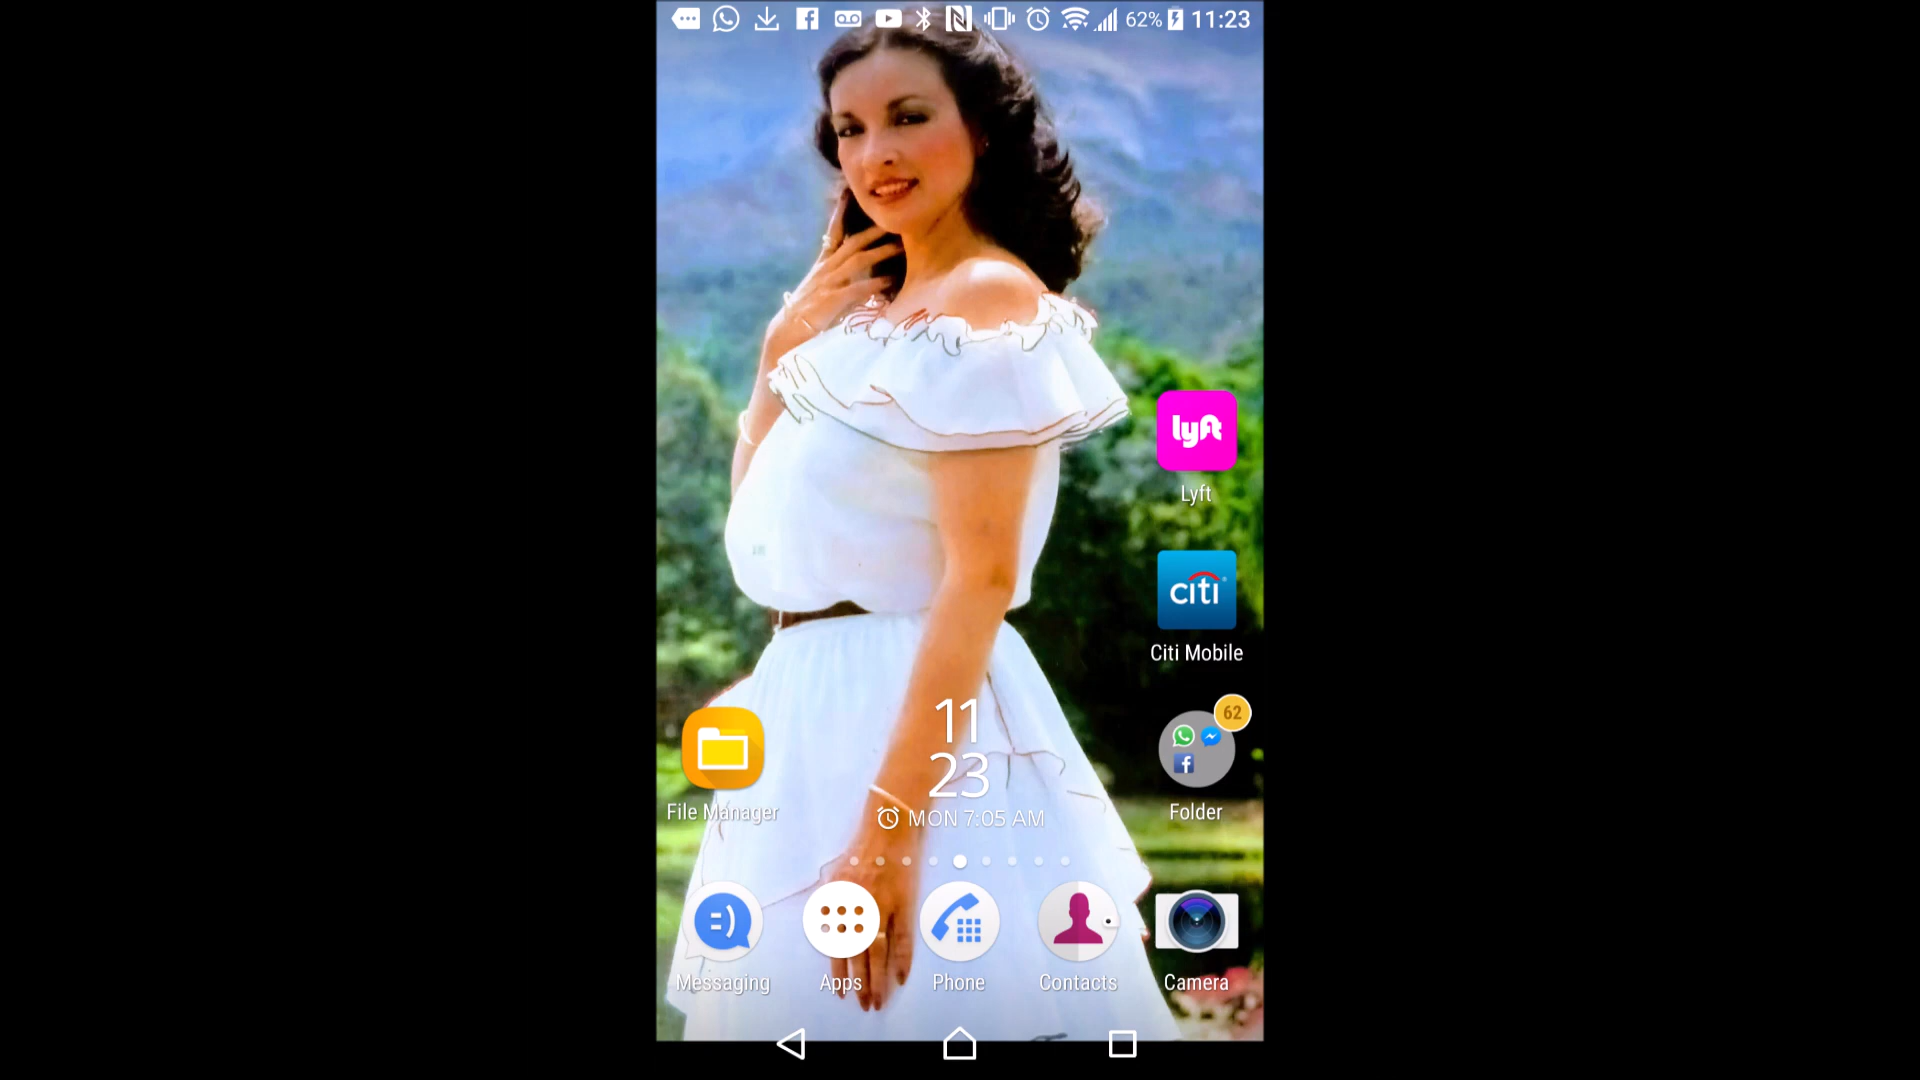 62% 11:23
lyft
Lyft
citi
Citi Mobile
62
11
23
MON 7:05 AM
File Manager
Folder
Messaging
Apps
Phone
Contacts
Camera